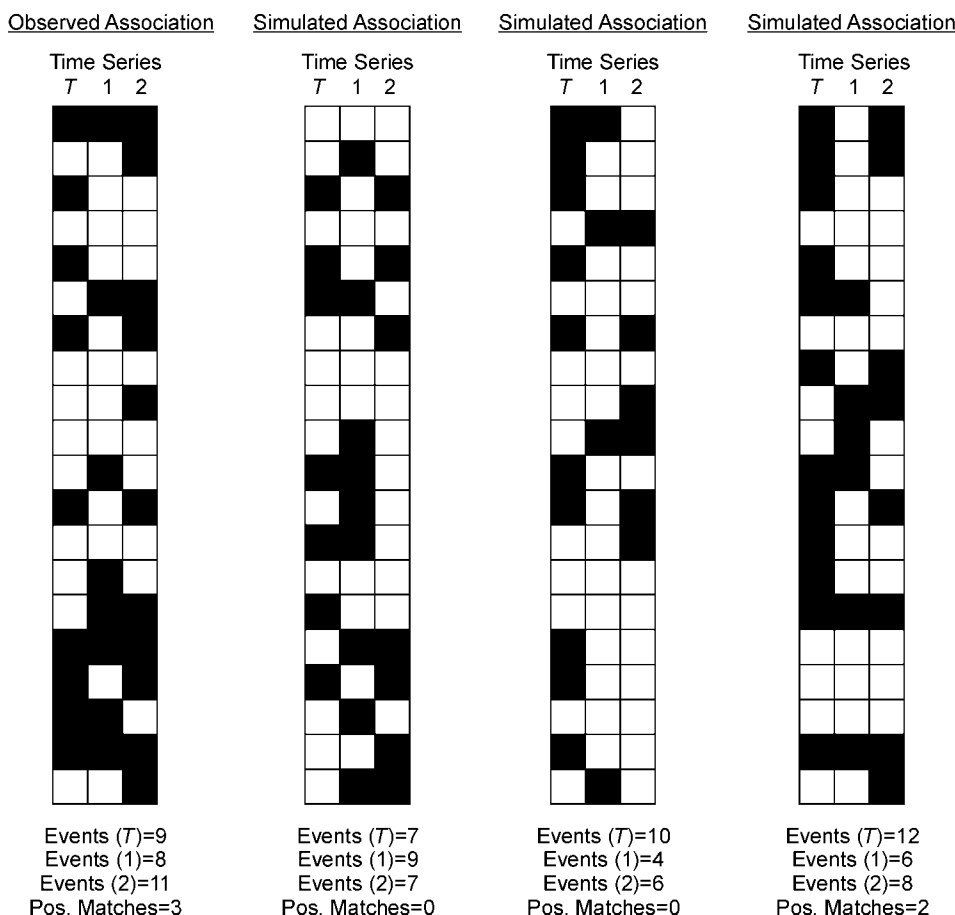 Observed Association
Simulated Association
Simulated Association
Simulated Association
Time Series
Time Series
Time Series
Time Series
T 1 2
T 1 2
T 1 2
T 1 2
Events (T)=9
Events (1)=8
Events (2)=11
Pos. Matches=3
Events (T)=7
Events (1)=9
Events (2)=7
Pos. Matches=0
Events (T)=10
Events (1)=4
Events (2)=6
Pos. Matches=0
Events (T)=12
Events (1)=6
Events (2)=8
Pos. Matches=2